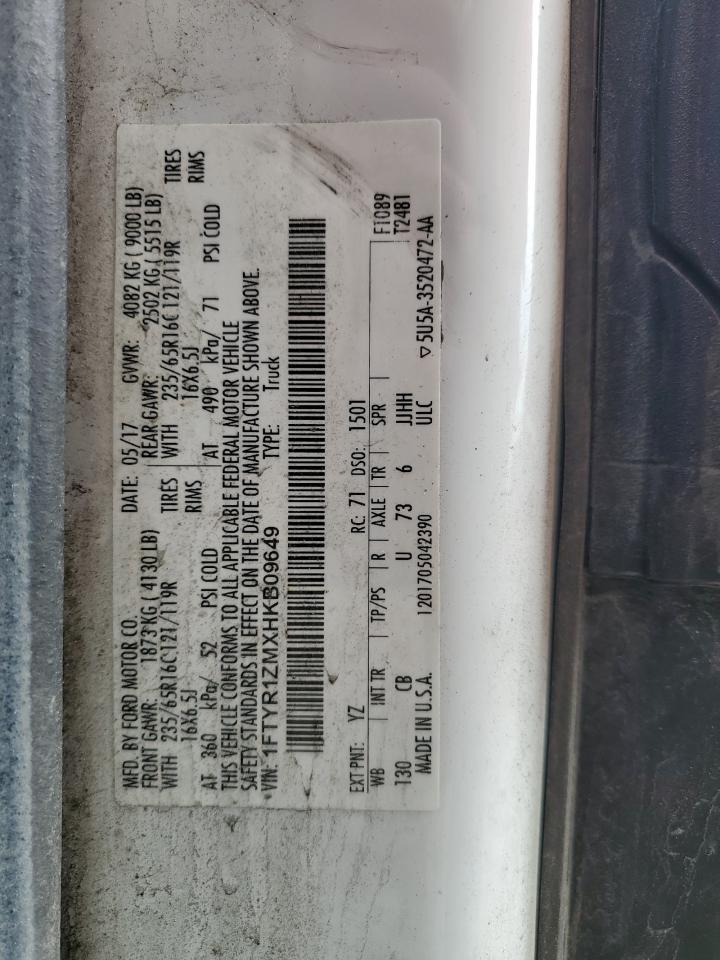 MFD. BY FORD MOTOR CO. DATE: 05/17 GVWR: 4082 KG ( 9000 LB)
FRONT GAWR: 1873 KG ( 4130 LB) REAR GAWR: 2502 KG ( 5515 LB)
WITH 235/65R16C 121/119R TIRES WITH 235/65R16C 121/119R TIRES
16X6.5J RIMS 16X6.5J RIMS
AT 360 kPa/ 52 PSI COLD AT 490 kPa/ 71 PSI COLD
THIS VEHICLE CONFORMS TO ALL APPLICABLE FEDERAL MOTOR VEHICLE
SAFETY STANDARDS IN EFFECT ON THE DATE OF MANUFACTURE SHOWN ABOVE.
VIN: 1FTYR1ZMXHKB09649 TYPE: Truck
EXT PNT: YZ RC: 71 DSO: 1501 F1089
WB INT TR TP/PS R AXLE TR SPR T2481
130 CB U 73 6 JJHH
MADE IN U.S.A. 1201705042390 ULC ▽ 5U5A-3520472-AA